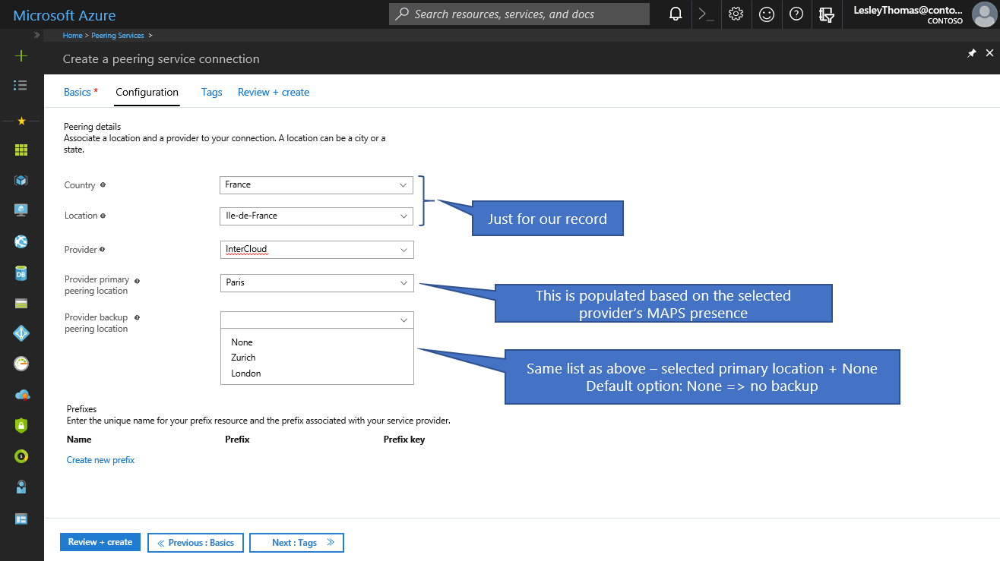 Microsoft Azure
Search resources, services, and docs
LesleyThomas@conto...
CONTOSO
Home > Peering Services >
Create a peering service connection
Basics *
Configuration
Tags
Review + create
Peering details
Associate a location and a provider to your connection. A location can be a city or a
state.
Country
France
Location
Ile-de-France
Just for our record
Provider
InterCloud
Provider primary
peering location
Paris
This is populated based on the selected
provider's MAPS presence
Provider backup
peering location
None
Zurich
London
Same list as above – selected primary location + None
Default option: None => no backup
Prefixes
Enter the unique name for your prefix resource and the prefix associated with your service provider.
Name
Prefix
Prefix key
Create new prefix
Review + create
Previous : Basics
Next : Tags
DB